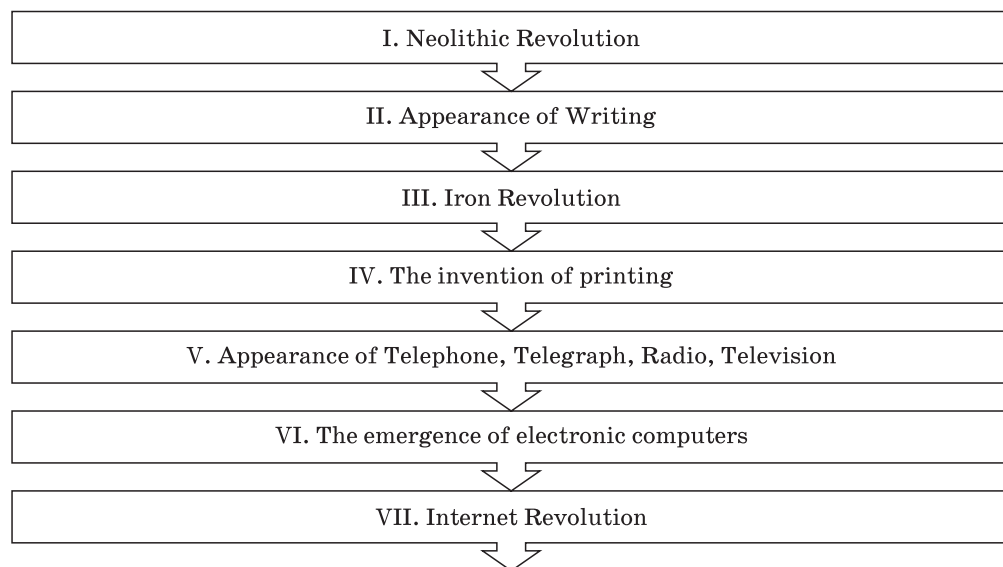 I. Neolithic Revolution
II. Appearance of Writing
III. Iron Revolution
IV. The invention of printing
V. Appearance of Telephone, Telegraph, Radio, Television
VI. The emergence of electronic computers
VII. Internet Revolution